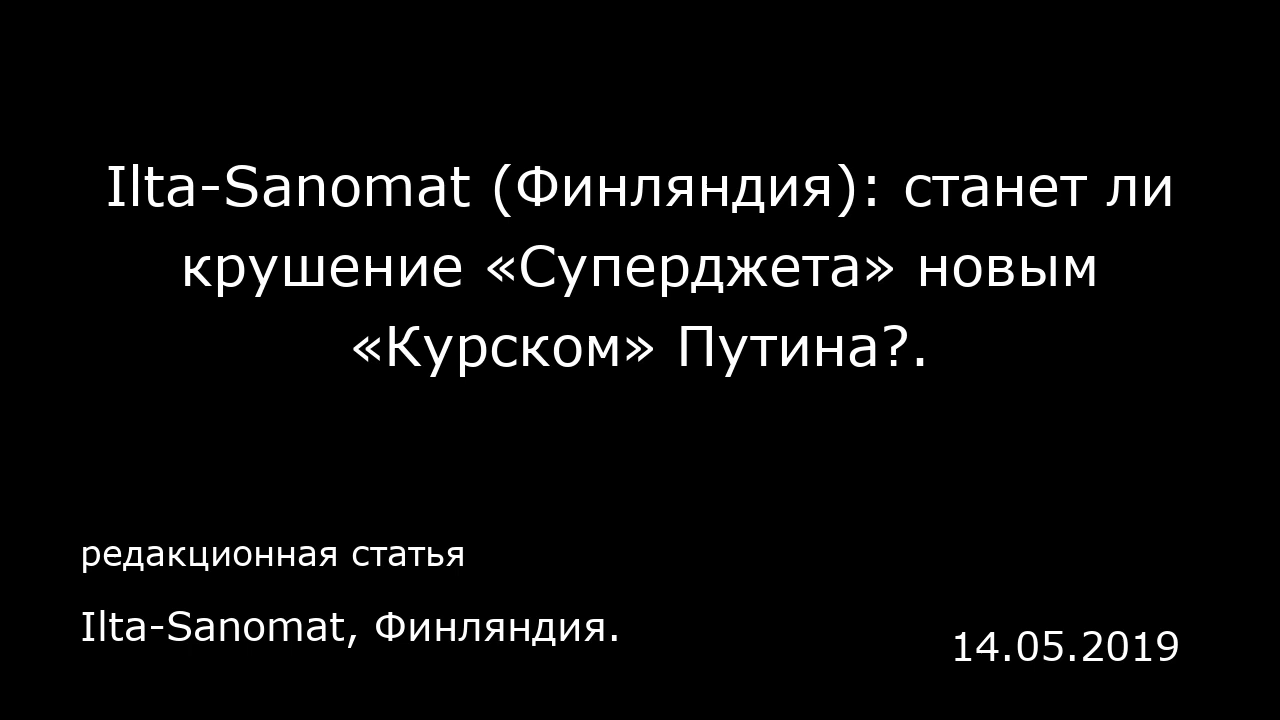 Ilta-Sanomat (Финляндия): станет ли
крушение «Суперджета» новым
«Курском» Путина?.
редакционная статья
Ilta-Sanomat, Финляндия.
14.05.2019